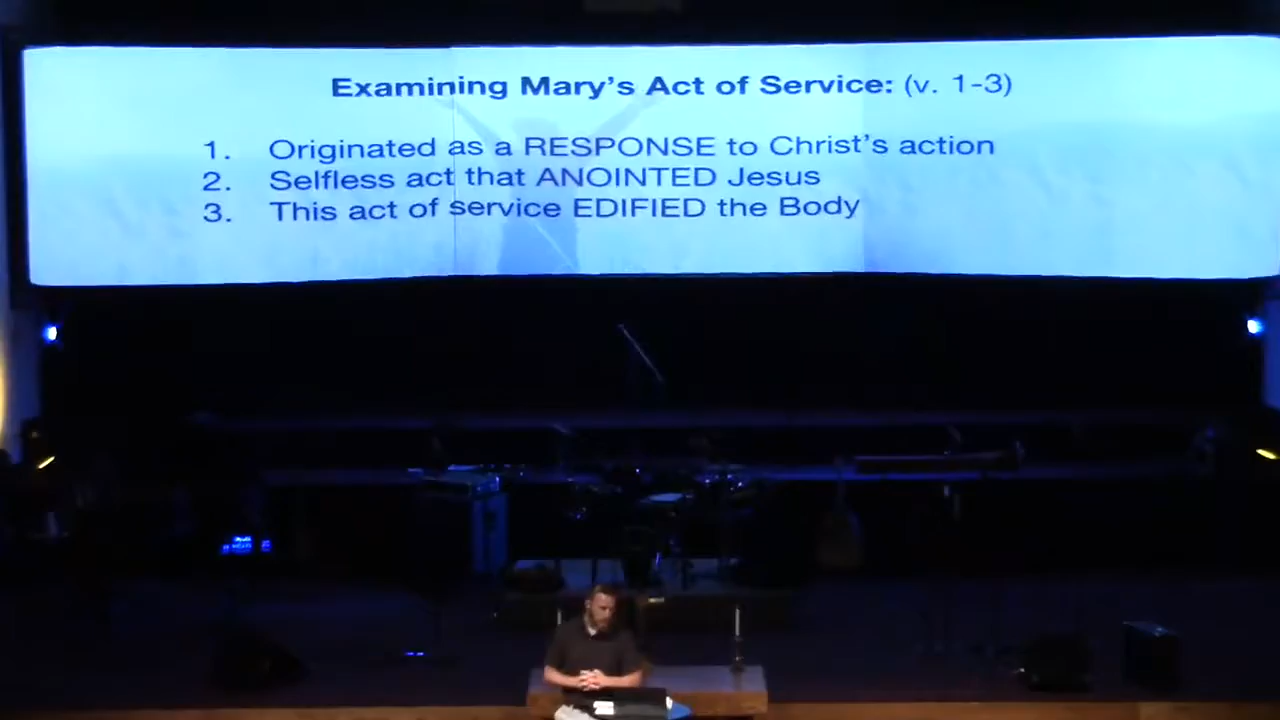 Examining Mary's Act of Service: (v. 1-3)
1. Originated as a RESPONSE to Christ's action
2. Selfless act that ANOINTED Jesus
3. This act of service EDIFIED the Body